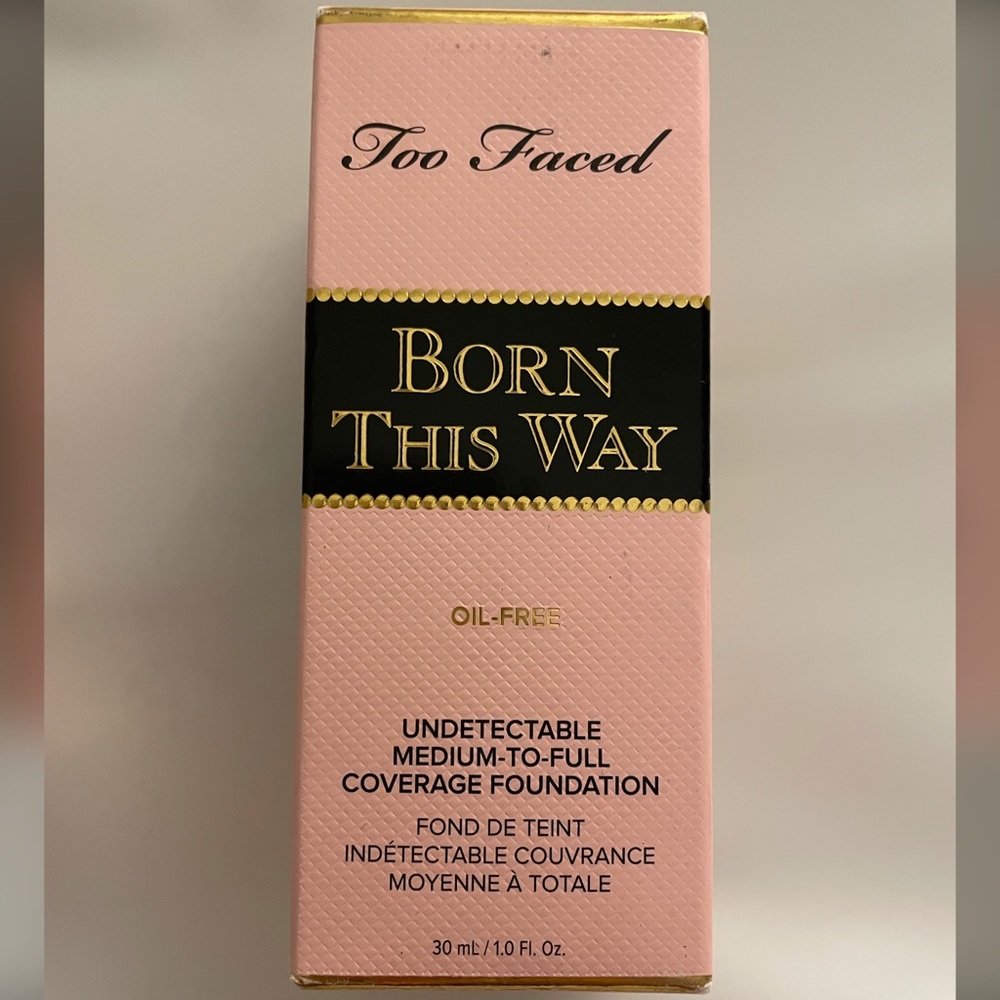 Too Faced
BORN
THIS WAY
OIL-FREE
UNDETECTABLE
MEDIUM-TO-FULL
COVERAGE FOUNDATION
FOND DE TEINT
INDÉTECTABLE COUVRANCE
MOYENNE À TOTALE
30 mL / 1.0 Fl. Oz.